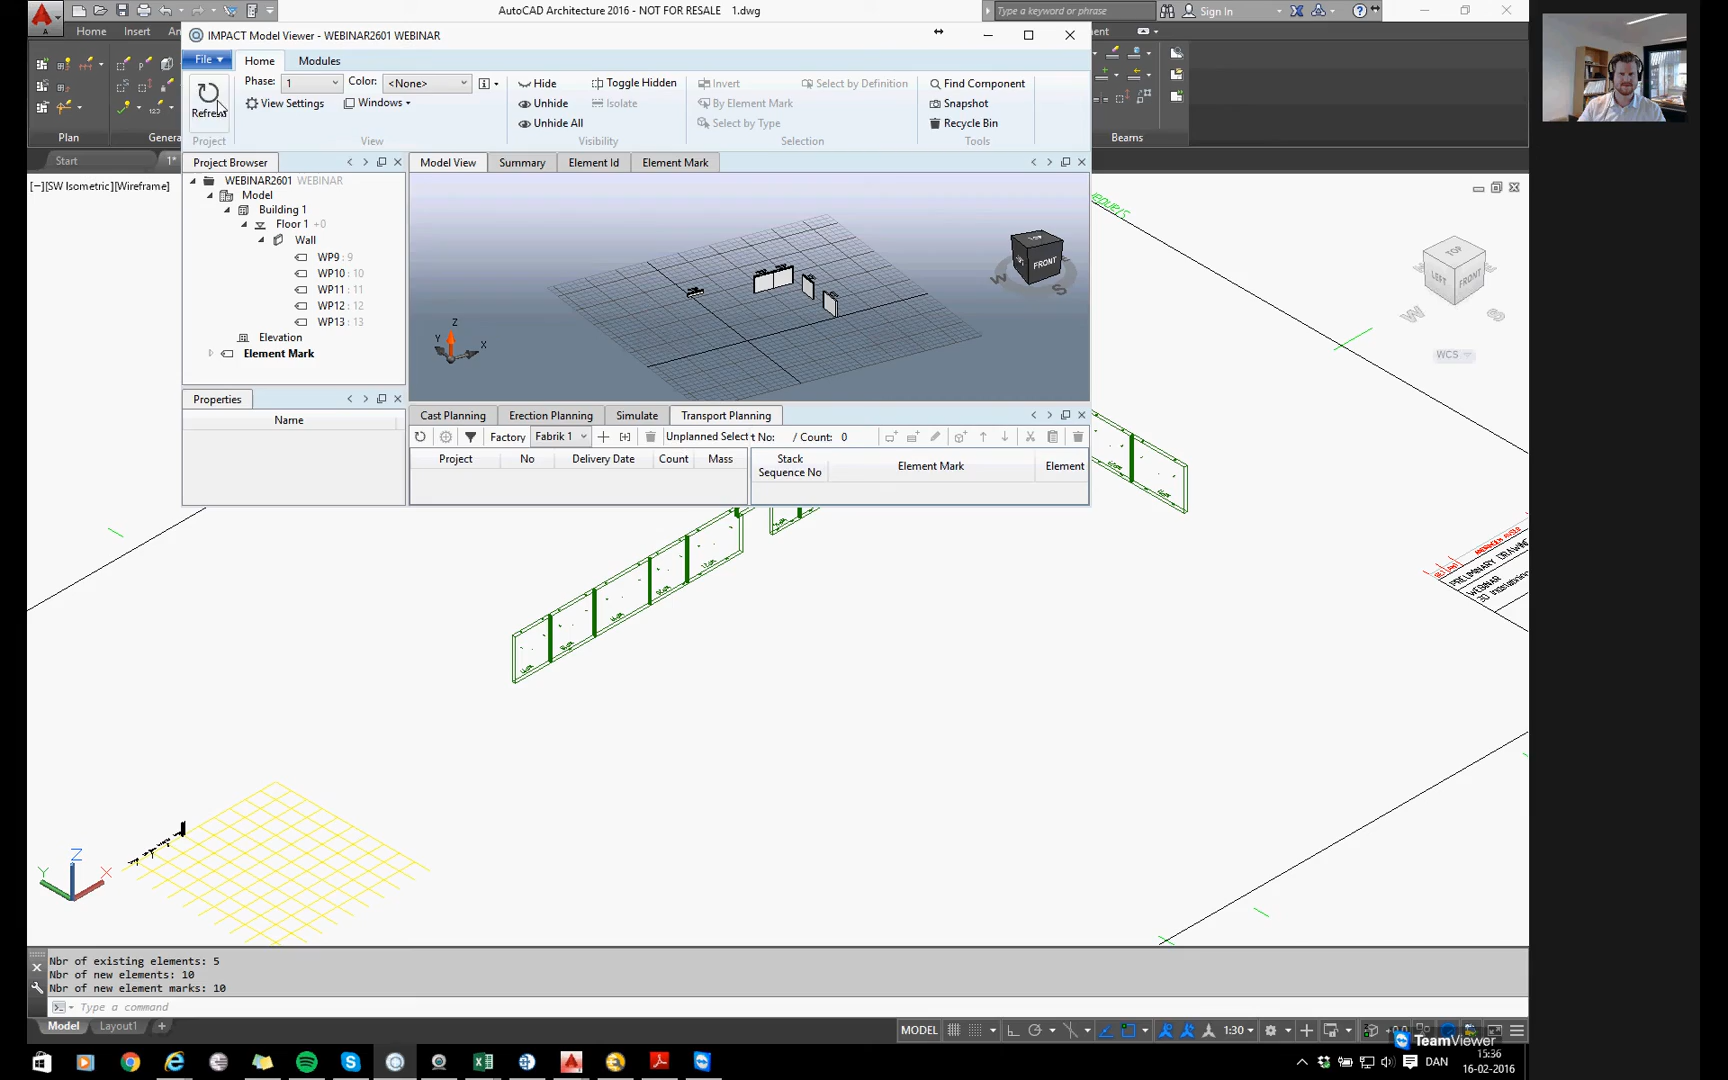 AutoCAD Architecture 2016 - NOT FOR RESALE 1.dwg
Type a keyword or phrase
Sign In
Home
Insert
IMPACT Model Viewer - WEBINAR2601 WEBINAR
File
Home
Modules
Refresh
Project
Phase: 1
Color: <None>
View Settings
Windows
View
Hide
Unhide
Unhide All
Toggle Hidden
Isolate
Visibility
Invert
By Element Mark
Select by Type
Select by Definition
Selection
Find Component
Snapshot
Recycle Bin
Tools
Plan
Beams
Start
[−][SW Isometric][Wireframe]
Project Browser
WEBINAR2601 WEBINAR
Model
Building 1
Floor 1 +0
Wall
WP9 : 9
WP10 : 10
WP11 : 11
WP12 : 12
WP13 : 13
Elevation
Element Mark
Properties
Name
Model View
Summary
Element Id
Element Mark
Z
Y
X
TOP
FRONT
W
S
Cast Planning
Erection Planning
Simulate
Transport Planning
Factory
Fabrik 1
Unplanned Select
t No:
/ Count: 0
Project
No
Delivery Date
Count
Mass
Stack
Sequence No
Element Mark
Element
TOP
LEFT
FRONT
W
S
WCS
PRELIMINARY DRAWING
WEBINAR
Z
Y
X
Nbr of existing elements: 5
Nbr of new elements: 10
Nbr of new element marks: 10
Type a command
Model
Layout1
MODEL
1:30
TeamViewer
DAN
15:36
16-02-2016